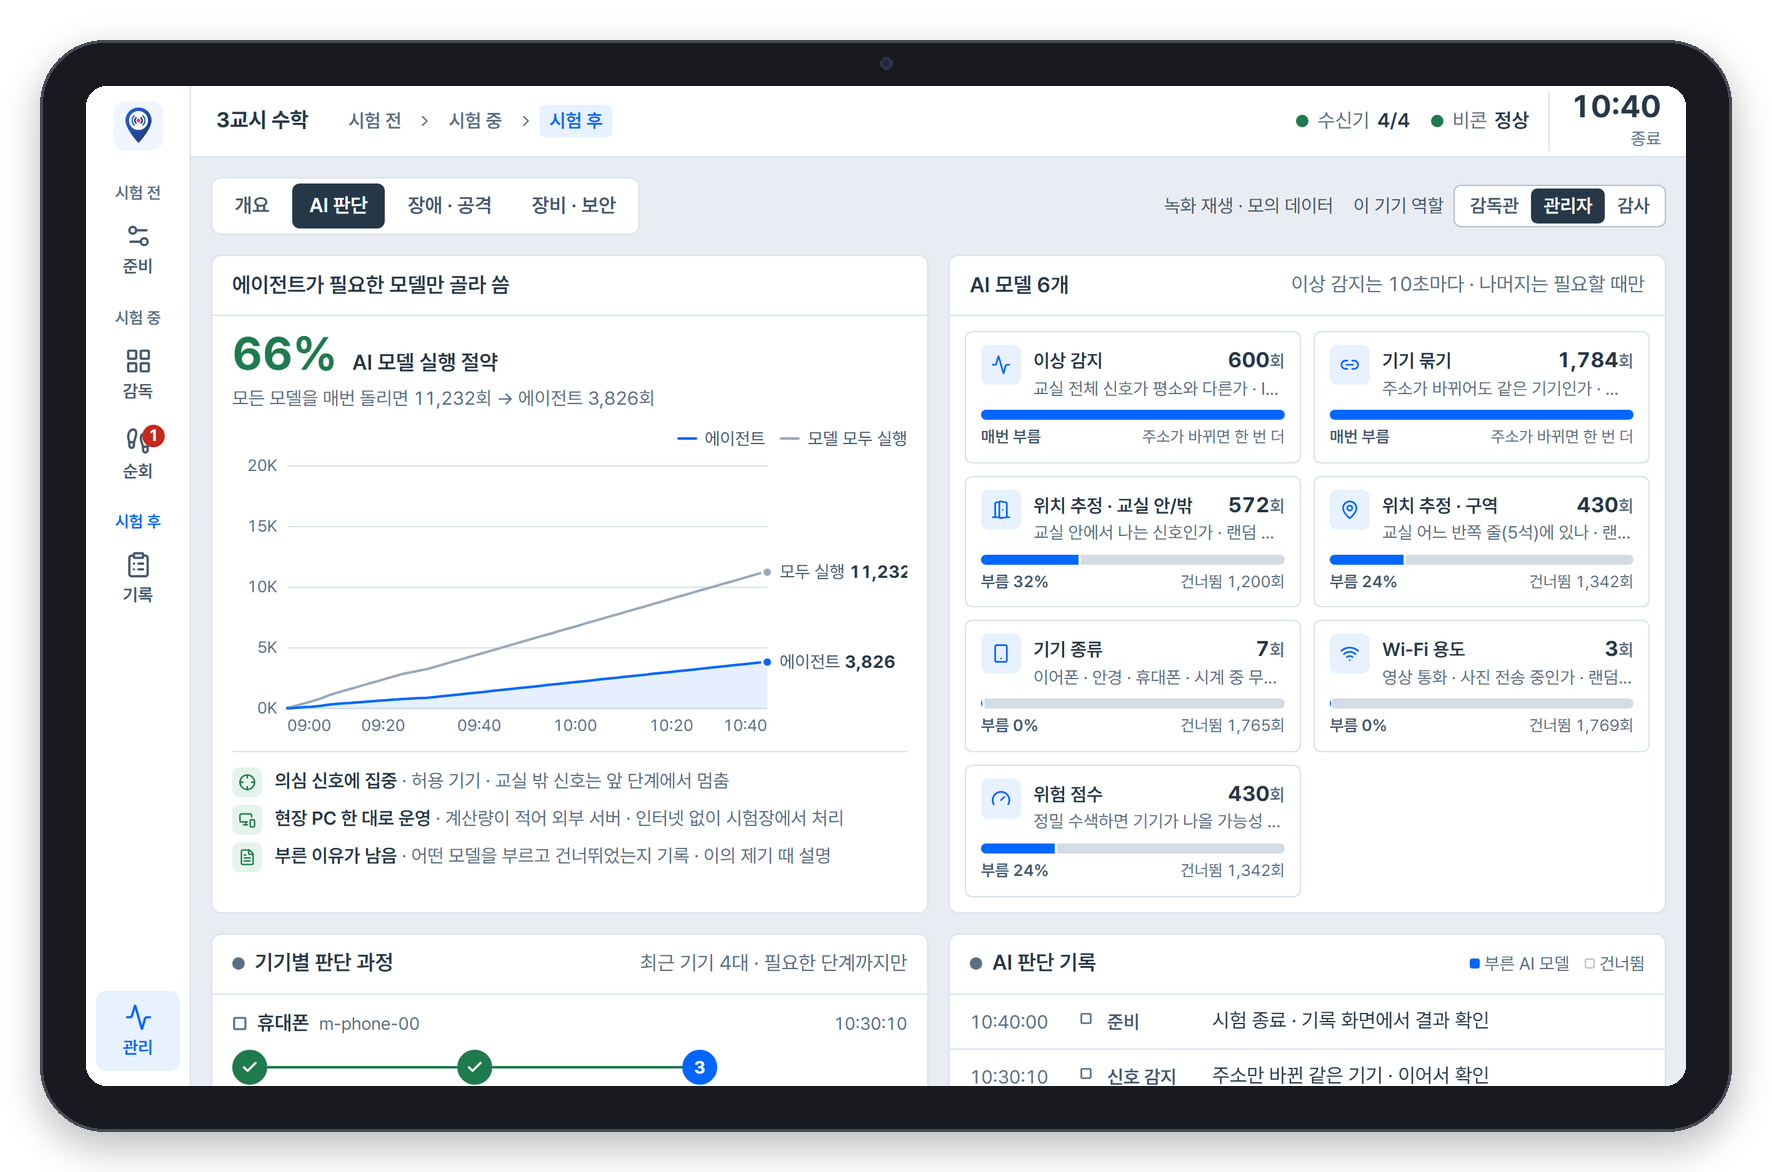 3교시 수학
시험 전 > 시험 중 > 시험 후
수신기 4/4
비콘 정상
10:40
종료
시험 전
준비
시험 중
감독
1
순회
시험 후
기록
관리
개요
AI 판단
장애 · 공격
장비 · 보안
녹화 재생 · 모의 데이터
이 기기 역할
감독관
관리자
감사
에이전트가 필요한 모델만 골라 씀
66% AI 모델 실행 절약
모든 모델을 매번 돌리면 11,232회 → 에이전트 3,826회
에이전트
모델 모두 실행
20K
15K
10K
5K
0K
모두 실행 11,232
에이전트 3,826
09:00 09:20 09:40 10:00 10:20 10:40
의심 신호에 집중 · 허용 기기 · 교실 밖 신호는 앞 단계에서 멈춤
현장 PC 한 대로 운영 · 계산량이 적어 외부 서버 · 인터넷 없이 시험장에서 처리
부른 이유가 남음 · 어떤 모델을 부르고 건너뛰었는지 기록 · 이의 제기 때 설명
AI 모델 6개
이상 감지는 10초마다 · 나머지는 필요할 때만
이상 감지 600회
교실 전체 신호가 평소와 다른가 · I...
매번 부름 주소가 바뀌면 한 번 더
기기 묶기 1,784회
주소가 바뀌어도 같은 기기인가 · ...
매번 부름 주소가 바뀌면 한 번 더
위치 추정 · 교실 안/밖 572회
교실 안에서 나는 신호인가 · 랜덤 ...
부름 32% 건너뜀 1,200회
위치 추정 · 구역 430회
교실 어느 반쪽 줄(5석)에 있나 · 랜...
부름 24% 건너뜀 1,342회
기기 종류 7회
이어폰 · 안경 · 휴대폰 · 시계 중 무...
부름 0% 건너뜀 1,765회
Wi-Fi 용도 3회
영상 통화 · 사진 전송 중인가 · 랜덤...
부름 0% 건너뜀 1,769회
위험 점수 430회
정밀 수색하면 기기가 나올 가능성 ...
부름 24% 건너뜀 1,342회
기기별 판단 과정
최근 기기 4대 · 필요한 단계까지만
휴대폰 m-phone-00 10:30:10
3
AI 판단 기록
부른 AI 모델 건너뜀
10:40:00 준비 시험 종료 · 기록 화면에서 결과 확인
10:30:10 신호 감지 주소만 바뀐 같은 기기 · 이어서 확인